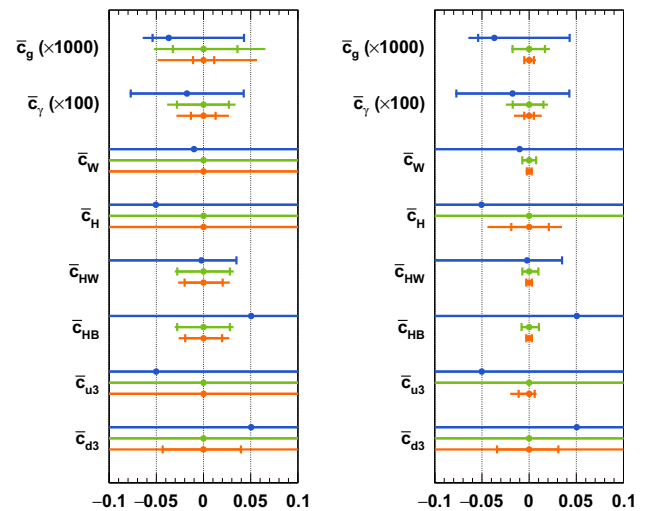 c̄g (×1000)
c̄γ (×100)
c̄W
c̄H
c̄HW
c̄HB
c̄u3
c̄d3
−0.1 −0.05 0 0.05 0.1
c̄g (×1000)
c̄γ (×100)
c̄W
c̄H
c̄HW
c̄HB
c̄u3
c̄d3
−0.1 −0.05 0 0.05 0.1